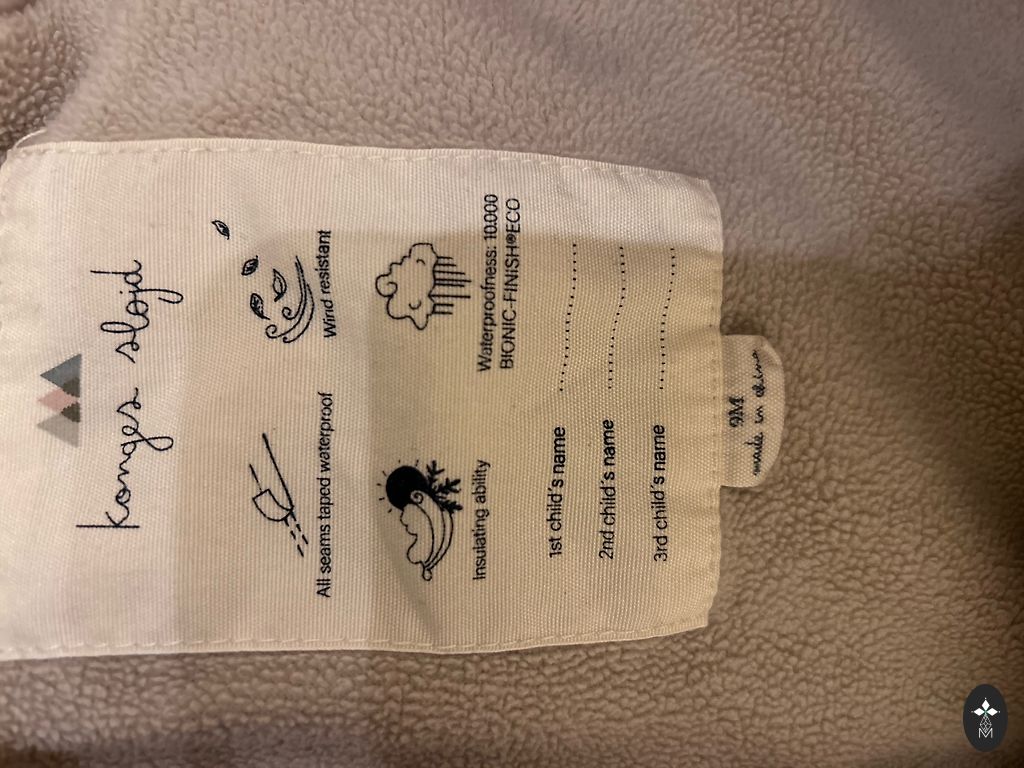 konges sløjd
All seams taped waterproof
Wind resistant
Insulating ability
Waterproofness: 10.000
BIONIC-FINISH®ECO
1st child's name ................
2nd child's name ................
3rd child's name ................
9M
made in china
M